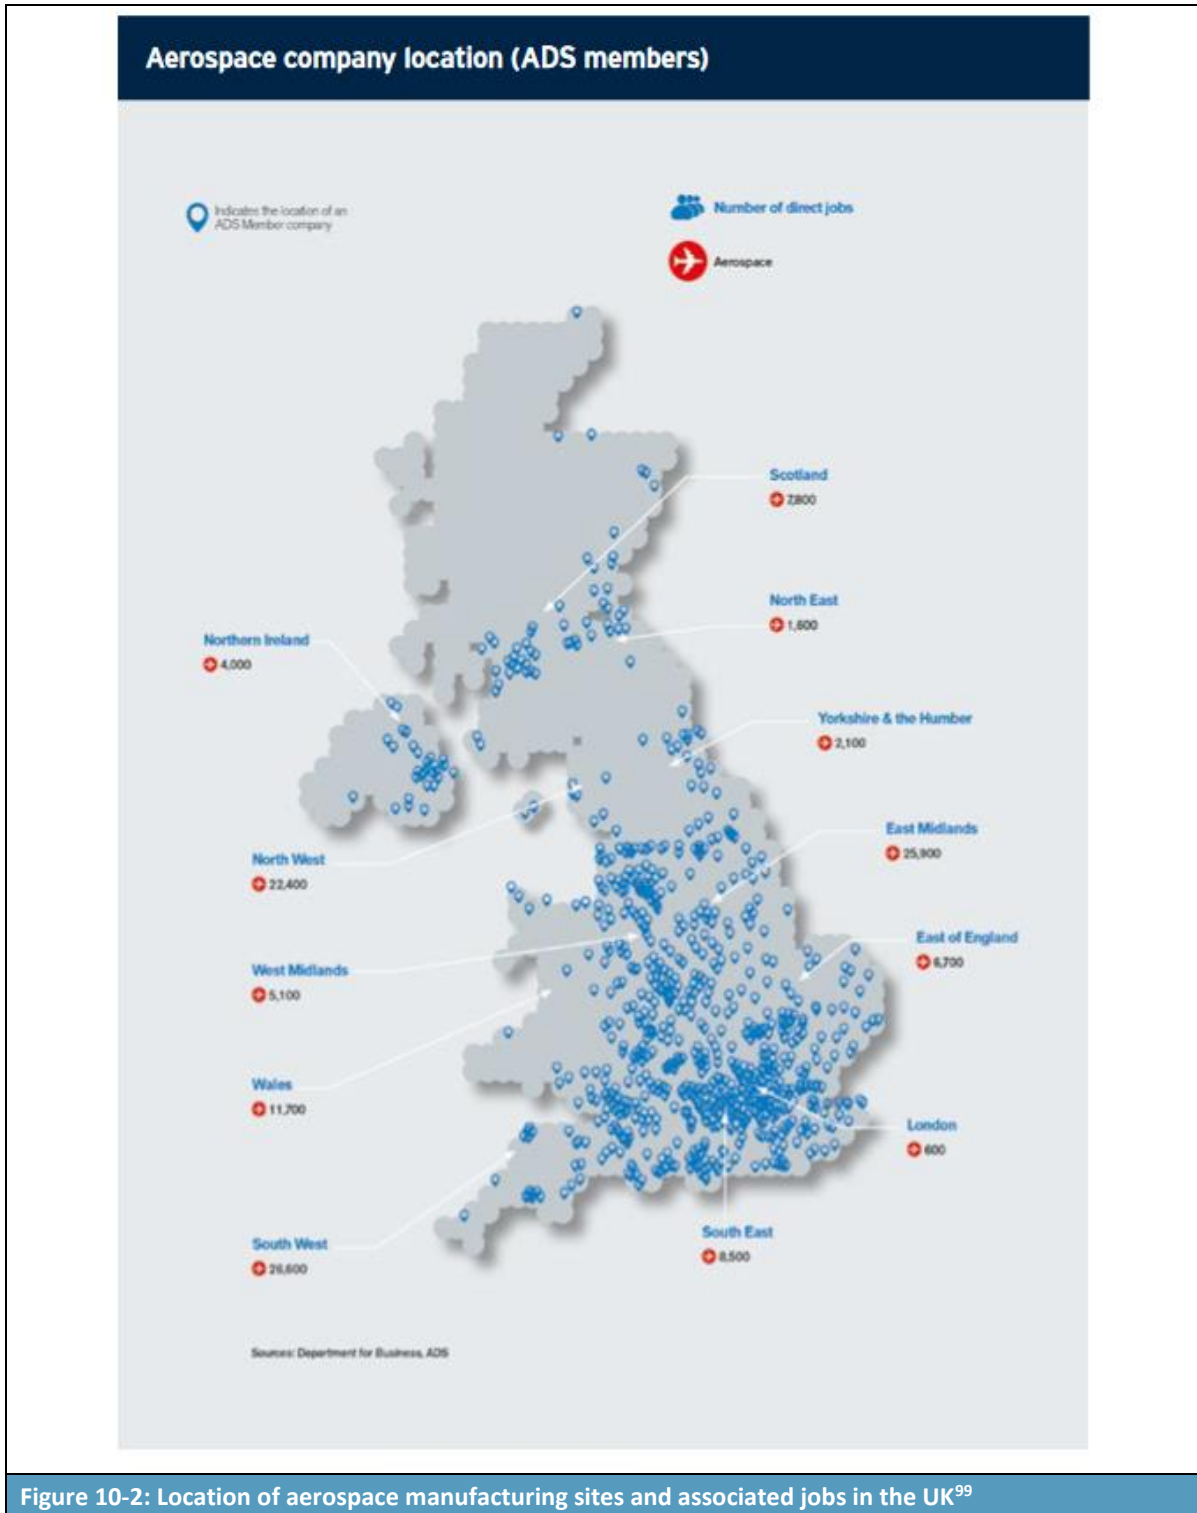 Aerospace company location (ADS members)
Indicates the location of an
ADS Member company
Number of direct jobs
Aerospace
Scotland
7,800
North East
1,600
Northern Ireland
4,000
Yorkshire & the Humber
2,100
East Midlands
25,900
North West
22,400
East of England
6,700
West Midlands
5,100
Wales
11,700
London
600
South East
8,500
South West
26,600
Sources: Department for Business, ADS
Figure 10-2: Location of aerospace manufacturing sites and associated jobs in the UK99